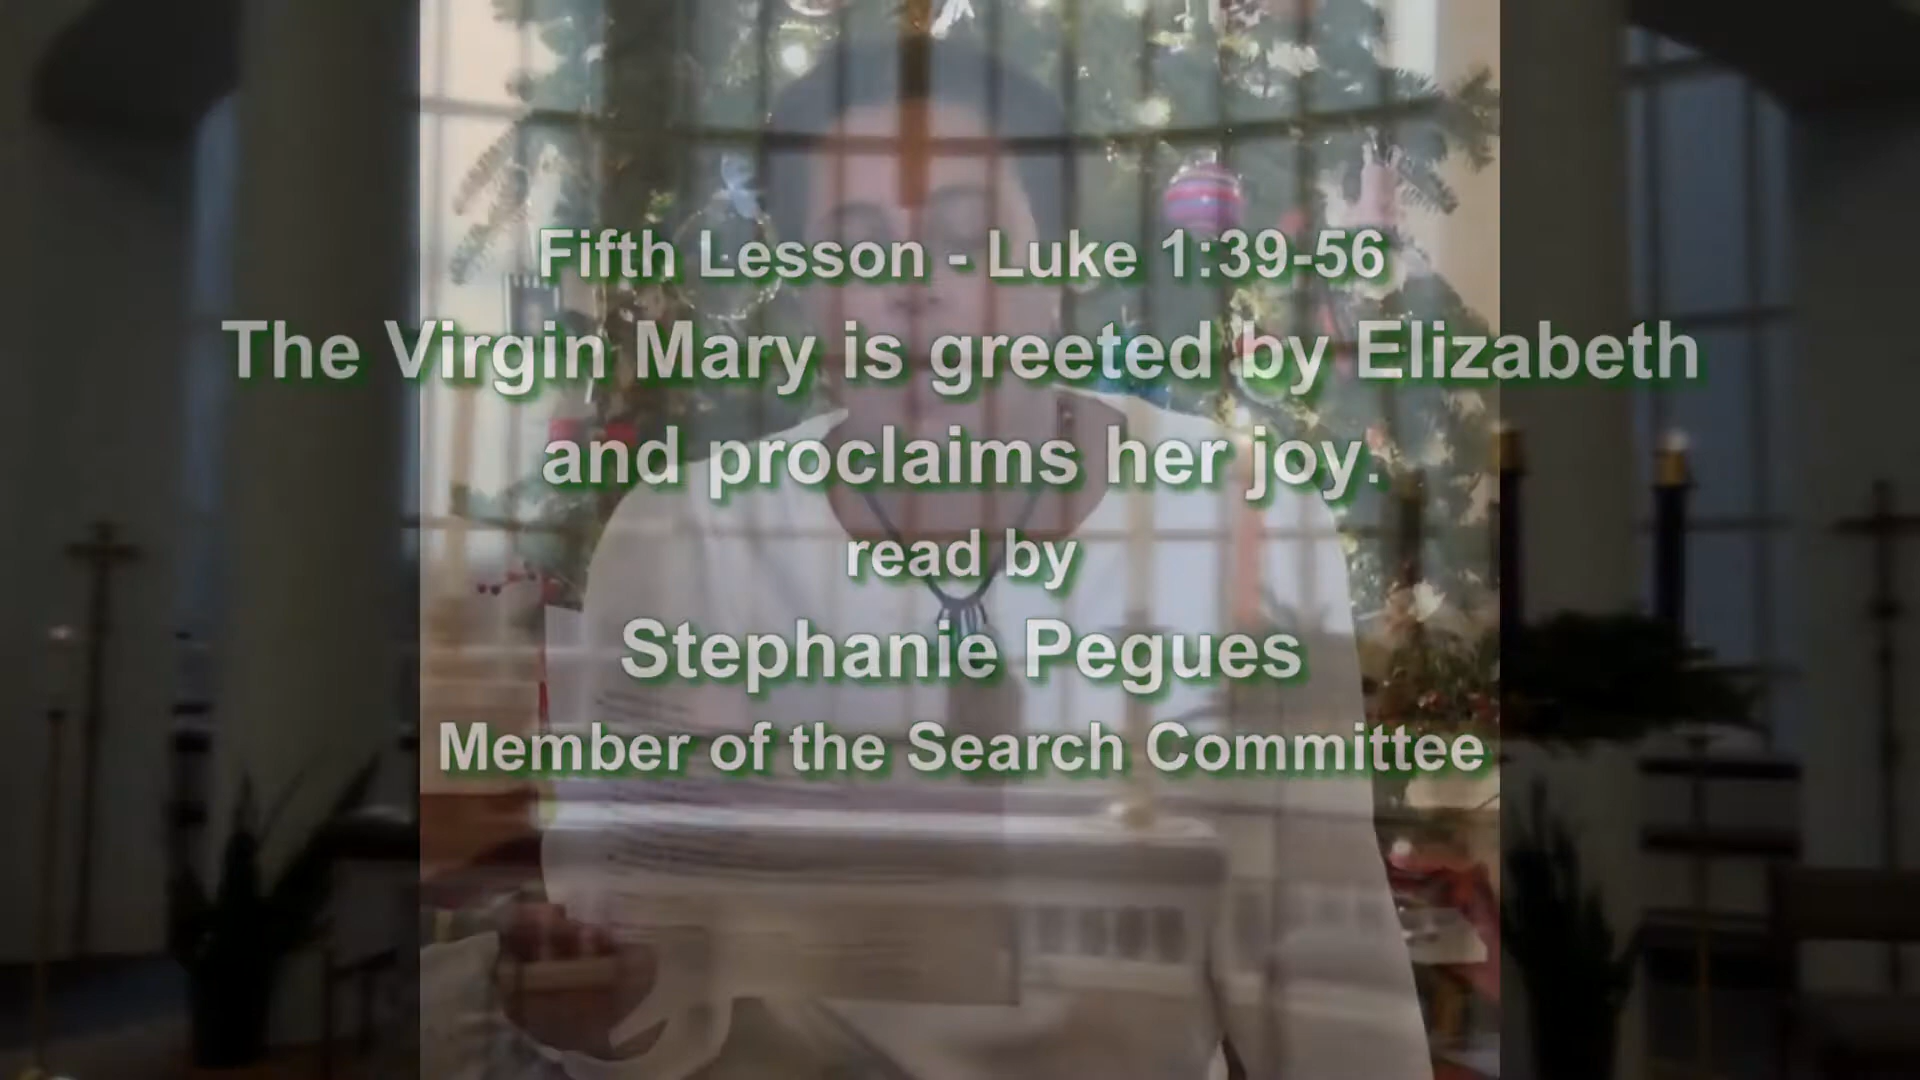 Fifth Lesson - Luke 1:39-56
The Virgin Mary is greeted by Elizabeth
and proclaims her joy.
read by
Stephanie Pegues
Member of the Search Committee